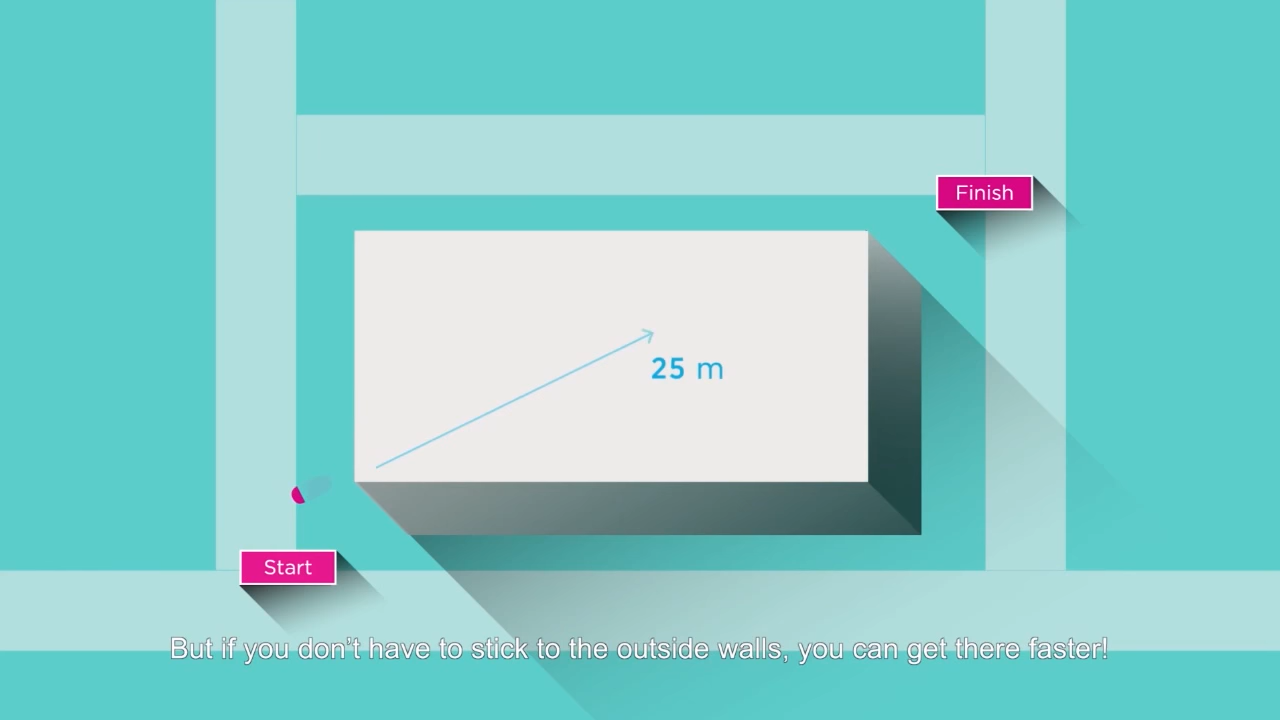 Finish
25 m
Start
But if you don't have to stick to the outside walls, you can get there faster!